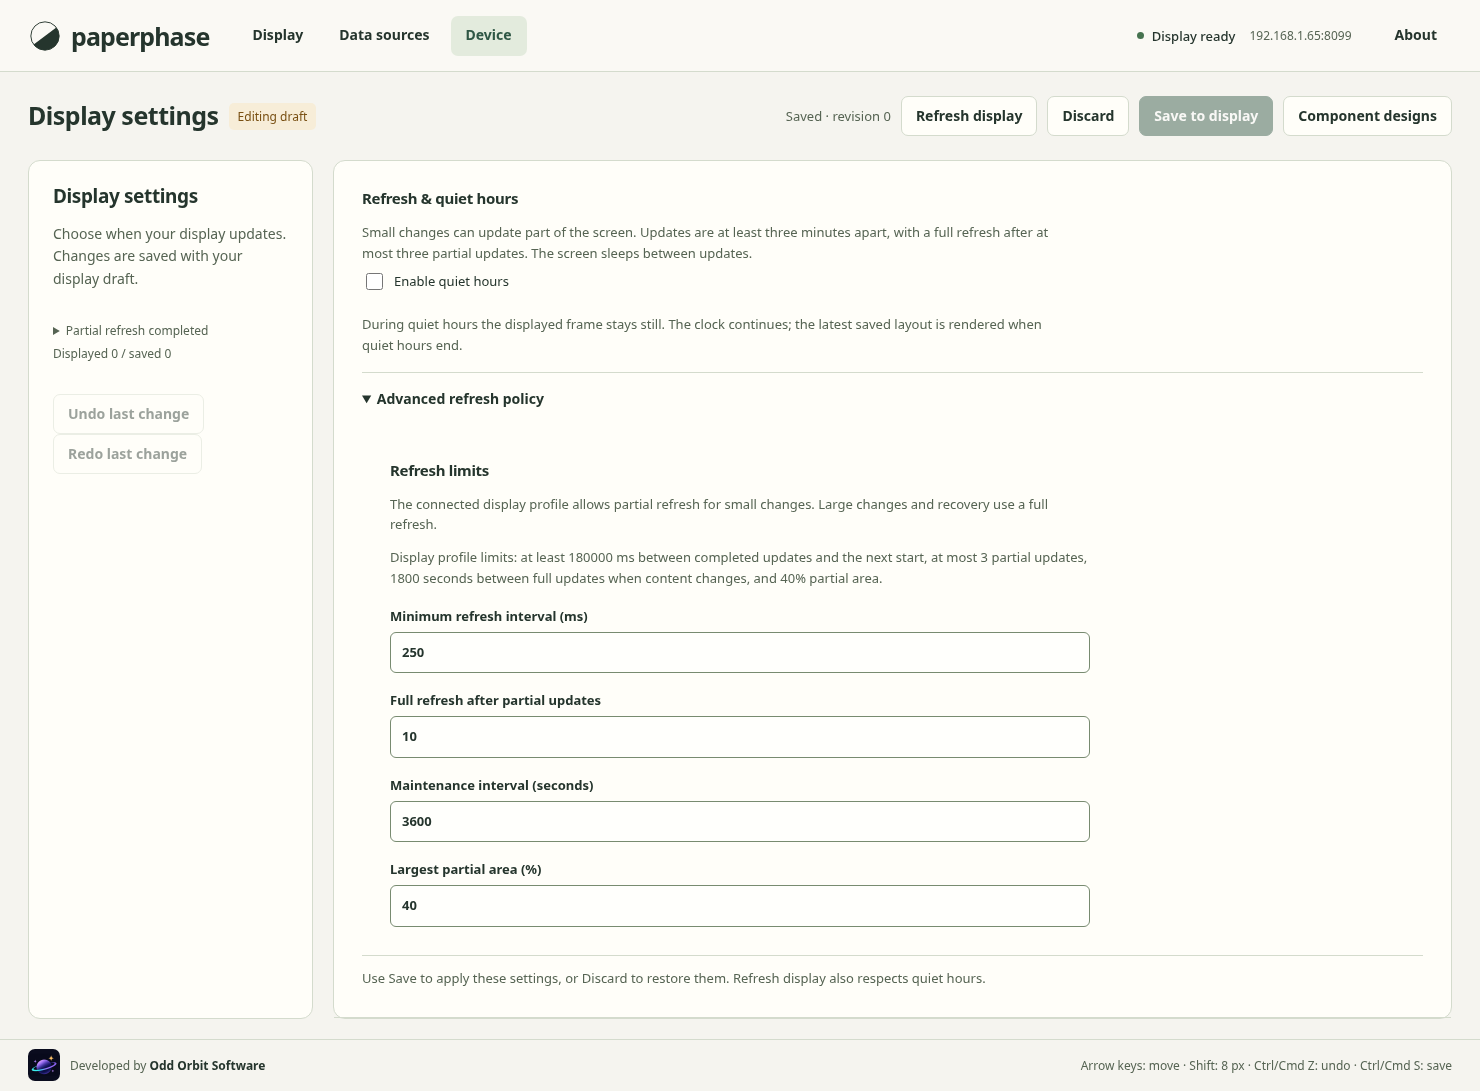 paperphase
Display
Data sources
Device
Display ready
192.168.1.65:8099
About
Display settings
Editing draft
Saved · revision 0
Refresh display
Discard
Save to display
Component designs
Display settings
Choose when your display updates.
Changes are saved with your
display draft.
Partial refresh completed
Displayed 0 / saved 0
Undo last change
Redo last change
Refresh & quiet hours
Small changes can update part of the screen. Updates are at least three minutes apart, with a full refresh after at
most three partial updates. The screen sleeps between updates.
Enable quiet hours
During quiet hours the displayed frame stays still. The clock continues; the latest saved layout is rendered when
quiet hours end.
Advanced refresh policy
Refresh limits
The connected display profile allows partial refresh for small changes. Large changes and recovery use a full
refresh.
Display profile limits: at least 180000 ms between completed updates and the next start, at most 3 partial updates,
1800 seconds between full updates when content changes, and 40% partial area.
Minimum refresh interval (ms)
250
Full refresh after partial updates
10
Maintenance interval (seconds)
3600
Largest partial area (%)
40
Use Save to apply these settings, or Discard to restore them. Refresh display also respects quiet hours.
Developed by Odd Orbit Software
Arrow keys: move · Shift: 8 px · Ctrl/Cmd Z: undo · Ctrl/Cmd S: save